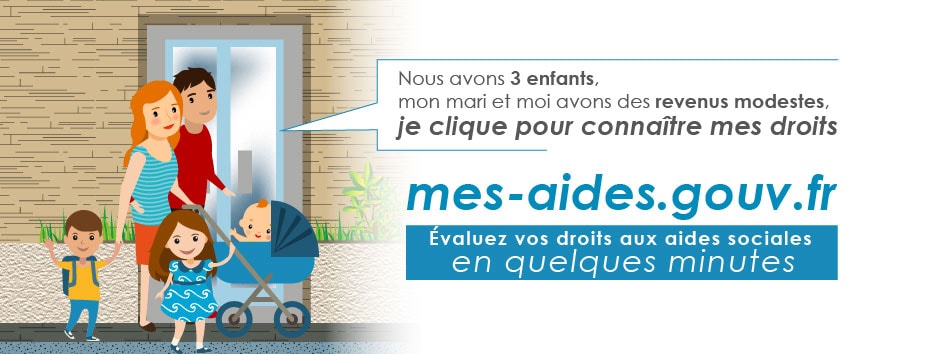 Nous avons 3 enfants,
mon mari et moi avons des revenus modestes,
je clique pour connaître mes droits
mes-aides.gouv.fr
Évaluez vos droits aux aides sociales
en quelques minutes